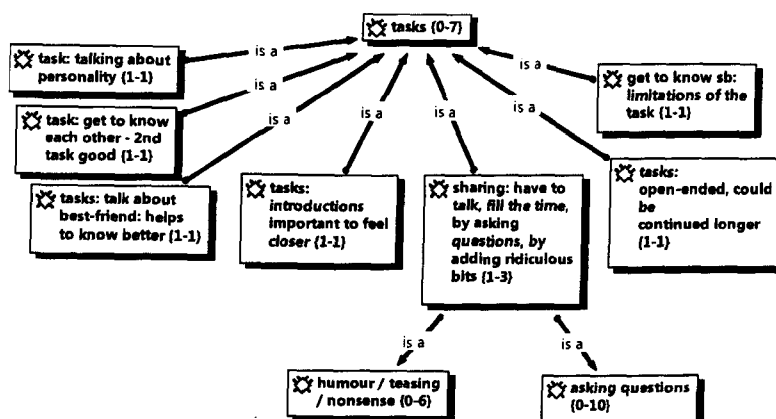 tasks {0-7}
is a
task: talking about
personality {1-1}
is a
task: get to know
each other - 2nd
task good {1-1}
is a
tasks: talk about
best-friend: helps
to know better {1-1}
is a
tasks:
introductions
important to feel
closer {1-1}
is a
sharing: have to
talk, fill the time,
by asking
questions, by
adding ridiculous
bits {1-3}
is a
tasks:
open-ended, could
be
continued longer
{1-1}
is a
get to know sb:
limitations of the
task {1-1}
is a
humour / teasing
/ nonsense {0-6}
is a
asking questions
{0-10}